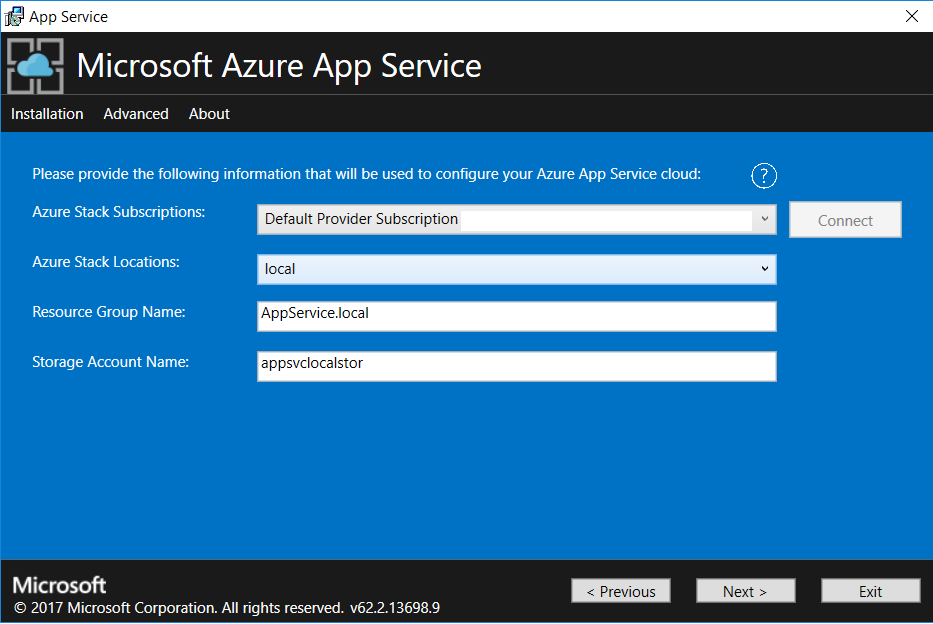 App Service
Microsoft Azure App Service
Installation Advanced About
Please provide the following information that will be used to configure your Azure App Service cloud: ?
Azure Stack Subscriptions: Default Provider Subscription Connect
Azure Stack Locations: local
Resource Group Name: AppService.local
Storage Account Name: appsvclocalstor
Microsoft
© 2017 Microsoft Corporation. All rights reserved. v62.2.13698.9
< Previous Next > Exit